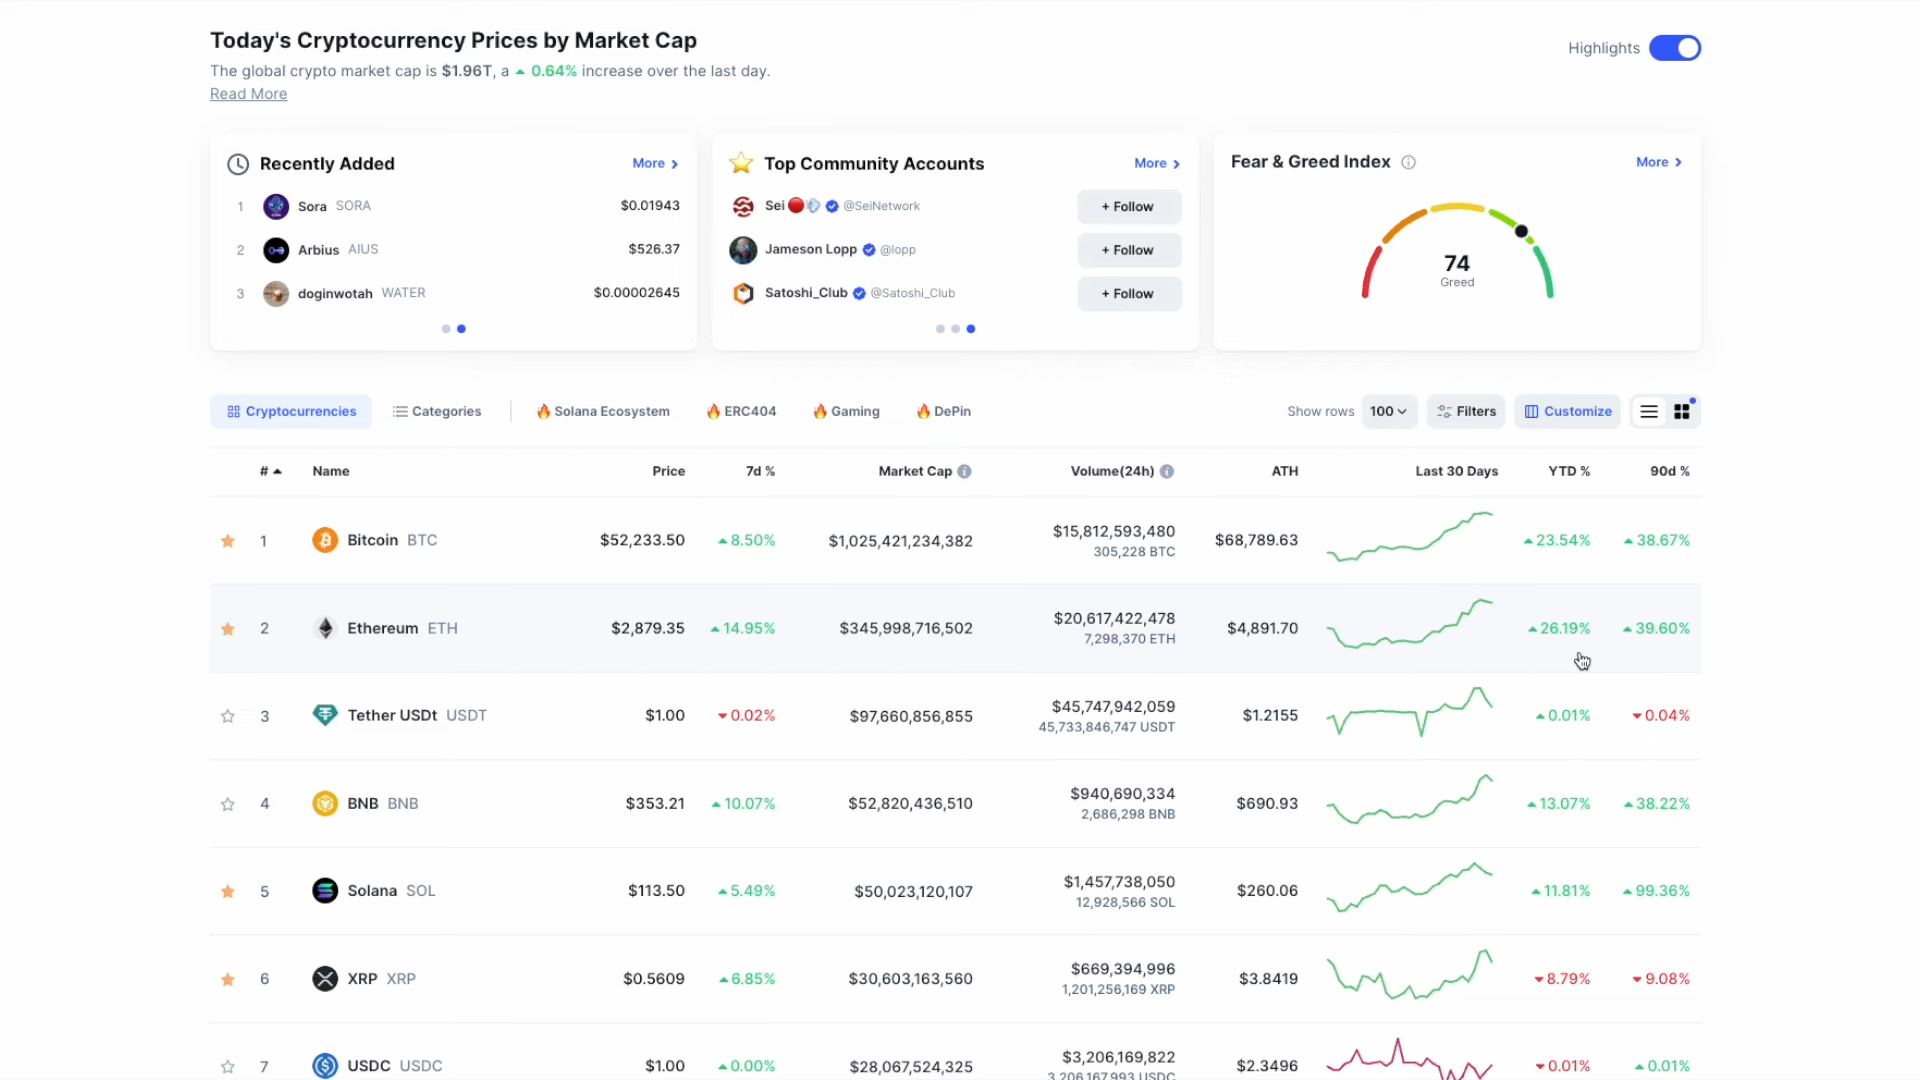 Today's Cryptocurrency Prices by Market Cap
Highlights
The global crypto market cap is $1.96T, a ▲ 0.64% increase over the last day.
Read More
Recently Added
More >
1 Sora SORA $0.01943
2 Arbius AIUS $526.37
3 doginwotah WATER $0.00002645
Top Community Accounts
More >
Sei @SeiNetwork + Follow
Jameson Lopp @lopp + Follow
Satoshi_Club @Satoshi_Club + Follow
Fear & Greed Index
More >
74
Greed
Cryptocurrencies Categories Solana Ecosystem ERC404 Gaming DePin Show rows 100 Filters Customize
# Name Price 7d % Market Cap Volume(24h) ATH Last 30 Days YTD % 90d %
1 Bitcoin BTC $52,233.50 ▲8.50% $1,025,421,234,382 $15,812,593,480 $68,789.63 ▲23.54% ▲38.67%
305,228 BTC
2 Ethereum ETH $2,879.35 ▲14.95% $345,998,716,502 $20,617,422,478 $4,891.70 ▲26.19% ▲39.60%
7,298,370 ETH
3 Tether USDt USDT $1.00 ▼0.02% $97,660,856,855 $45,747,942,059 $1.2155 ▲0.01% ▼0.04%
45,733,846,747 USDT
4 BNB BNB $353.21 ▲10.07% $52,820,436,510 $940,690,334 $690.93 ▲13.07% ▲38.22%
2,686,298 BNB
5 Solana SOL $113.50 ▲5.49% $50,023,120,107 $1,457,738,050 $260.06 ▲11.81% ▲99.36%
12,928,566 SOL
6 XRP XRP $0.5609 ▲6.85% $30,603,163,560 $669,394,996 $3.8419 ▼8.79% ▼9.08%
1,201,256,169 XRP
7 USDC USDC $1.00 ▲0.00% $28,067,524,325 $3,206,169,822 $2.3496 ▼0.01% ▲0.01%
3,206,167,993 USDC